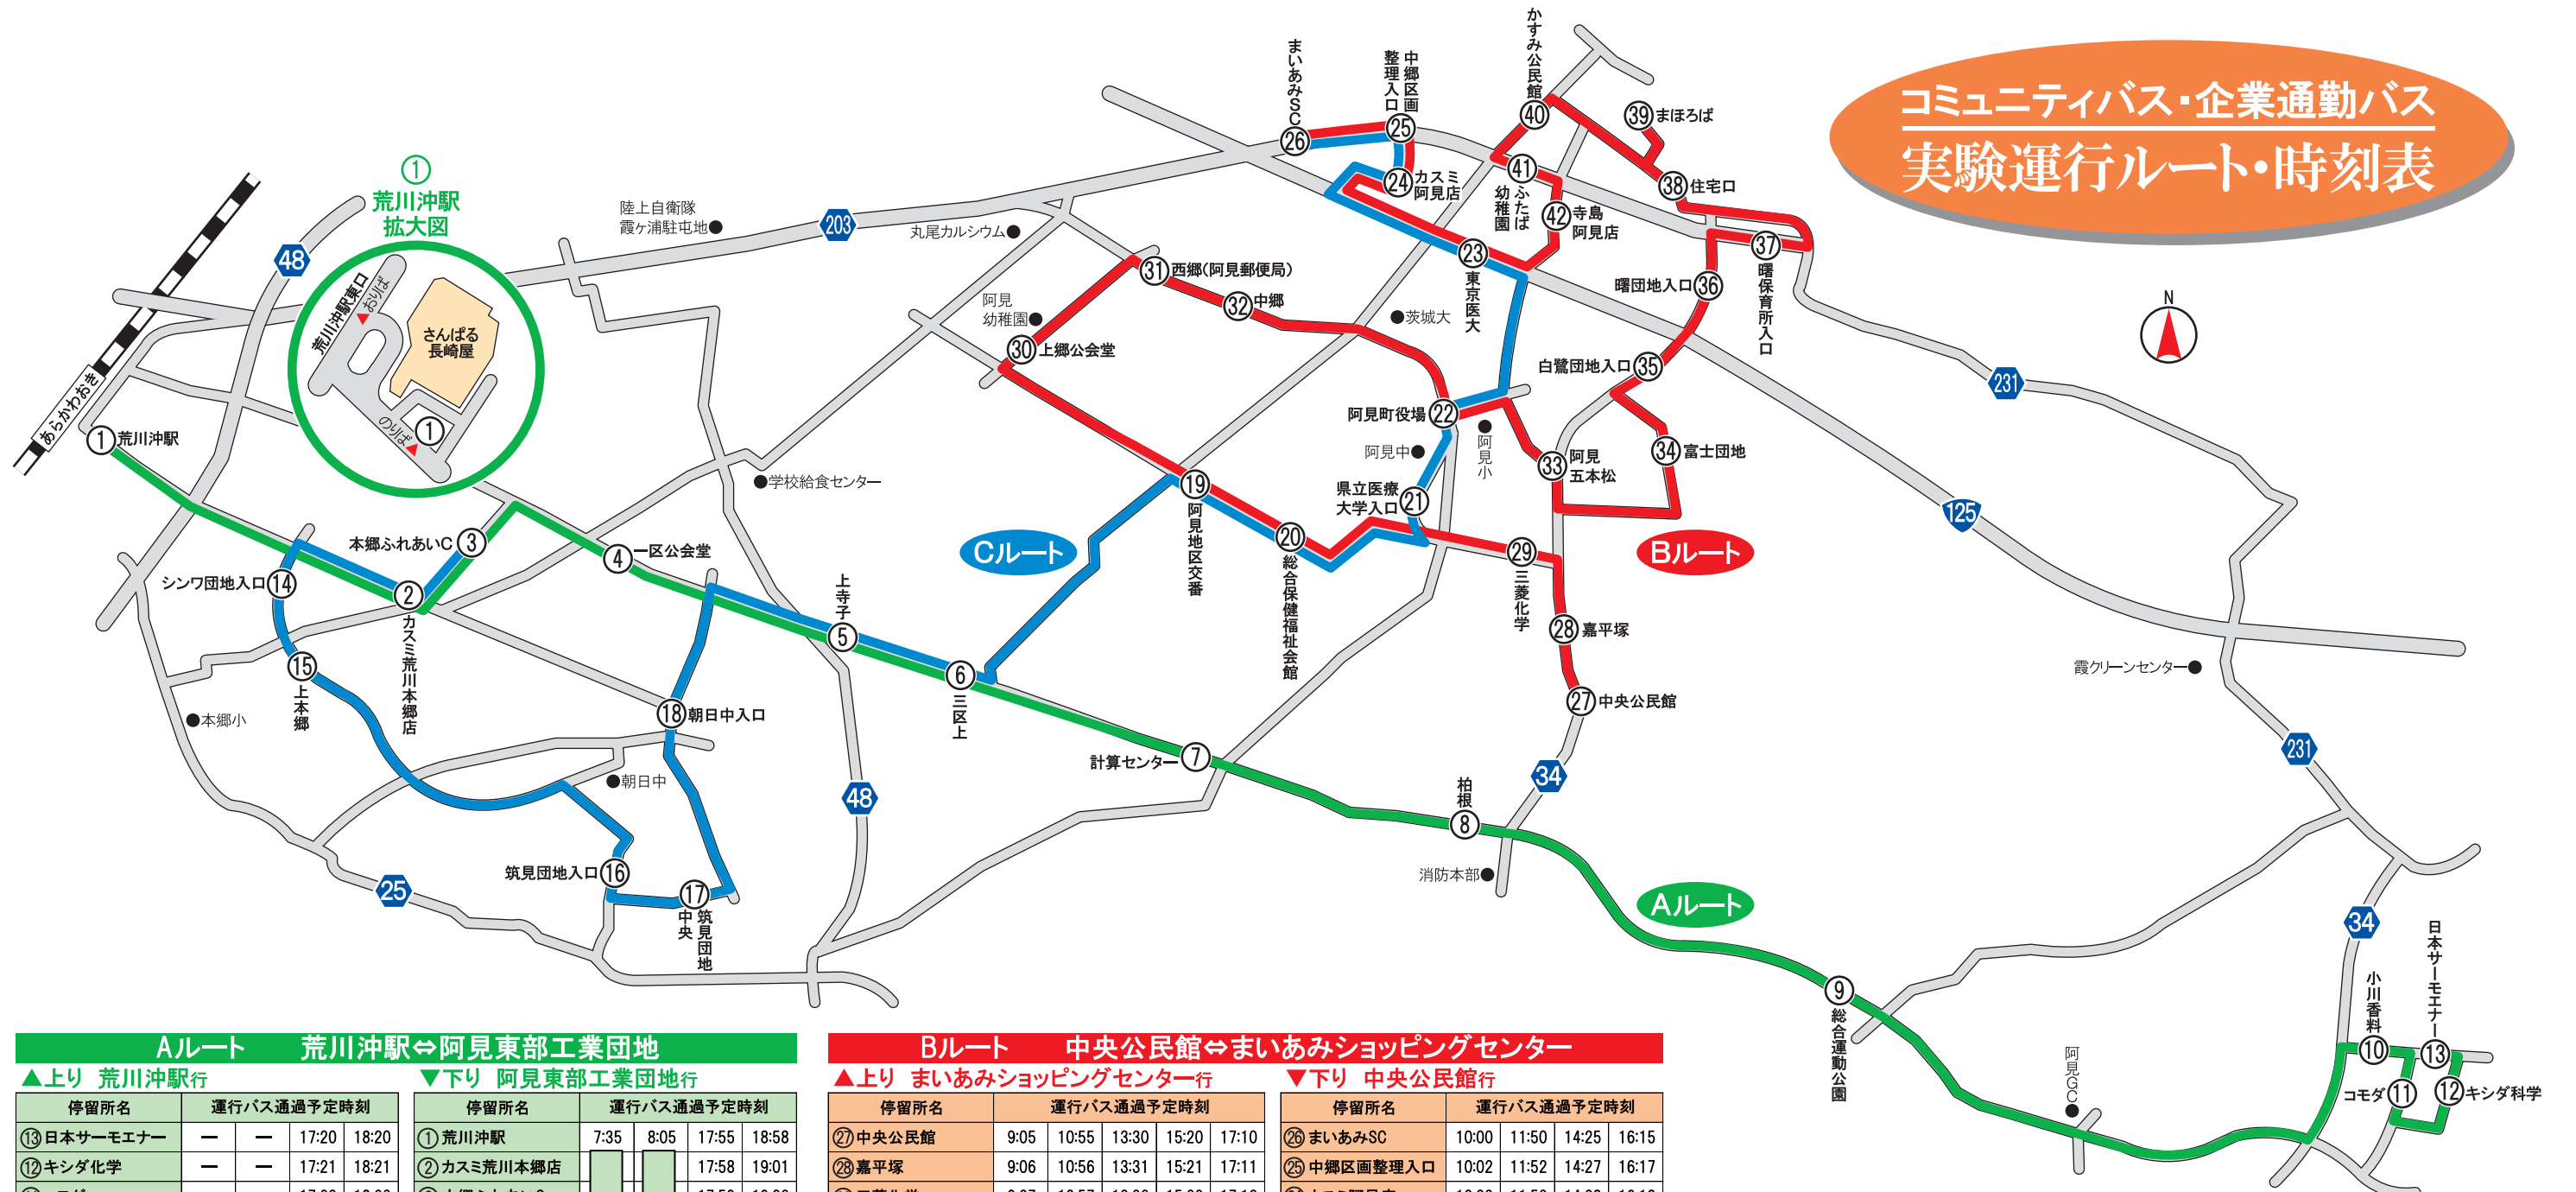 コミュニティバス・企業通勤バス
実験運行ルート・時刻表
N
①
荒川沖駅
拡大図
荒川沖駅東口
おりば
さんぱる
長崎屋
のりば
①
あらかわおき
48
203
陸上自衛隊
霞ヶ浦駐屯地
丸尾カルシウム
学校給食センター
阿見
幼稚園
茨城大
阿見中
阿見小
本郷小
朝日中
消防本部
霞クリーンセンター
阿見GC
231
125
231
34
34
48
25
Aルート
Bルート
Cルート
①荒川沖駅
②カスミ荒川本郷店
③本郷ふれあいC
④一区公会堂
⑤上寺子
⑥三区上
⑦計算センター
⑧柏根
⑨総合運動公園
⑩小川香料
⑪コモダ
⑫キシダ科学
⑬日本サーモエナー
⑭シンワ団地入口
⑮上本郷
⑯筑見団地入口
⑰筑見団地
中央
⑱朝日中入口
⑲阿見地区交番
⑳総合保健福祉会館
㉑県立医療
大学入口
㉒阿見町役場
㉓東京医大
㉔カスミ
阿見店
㉕中郷区画
整理入口
㉖まいあみSC
㉗中央公民館
㉘嘉平塚
㉙三菱化学
㉚上郷公会堂
㉛西郷(阿見郵便局)
㉜中郷
㉝阿見
五本松
㉞富士団地
㉟白鷺団地入口
㊱曙団地入口
㊲曙保育所入口
㊳住宅口
㊴まほろば
㊵かすみ公民館
㊶ふたば
幼稚園
㊷寺島
阿見店
Aルート 荒川沖駅⇔阿見東部工業団地
▲上り 荒川沖駅行
停留所名 運行バス通過予定時刻
⑬日本サーモエナー ー ー 17:20 18:20
⑫キシダ化学 ー ー 17:21 18:21
▼下り 阿見東部工業団地行
停留所名 運行バス通過予定時刻
①荒川沖駅 7:35 8:05 17:55 18:58
②カスミ荒川本郷店 17:58 19:01
Bルート 中央公民館⇔まいあみショッピングセンター
▲上り まいあみショッピングセンター行
停留所名 運行バス通過予定時刻
㉗中央公民館 9:05 10:55 13:30 15:20 17:10
㉘嘉平塚 9:06 10:56 13:31 15:21 17:11
▼下り 中央公民館行
停留所名 運行バス通過予定時刻
㉖まいあみSC 10:00 11:50 14:25 16:15
㉕中郷区画整理入口 10:02 11:52 14:27 16:17